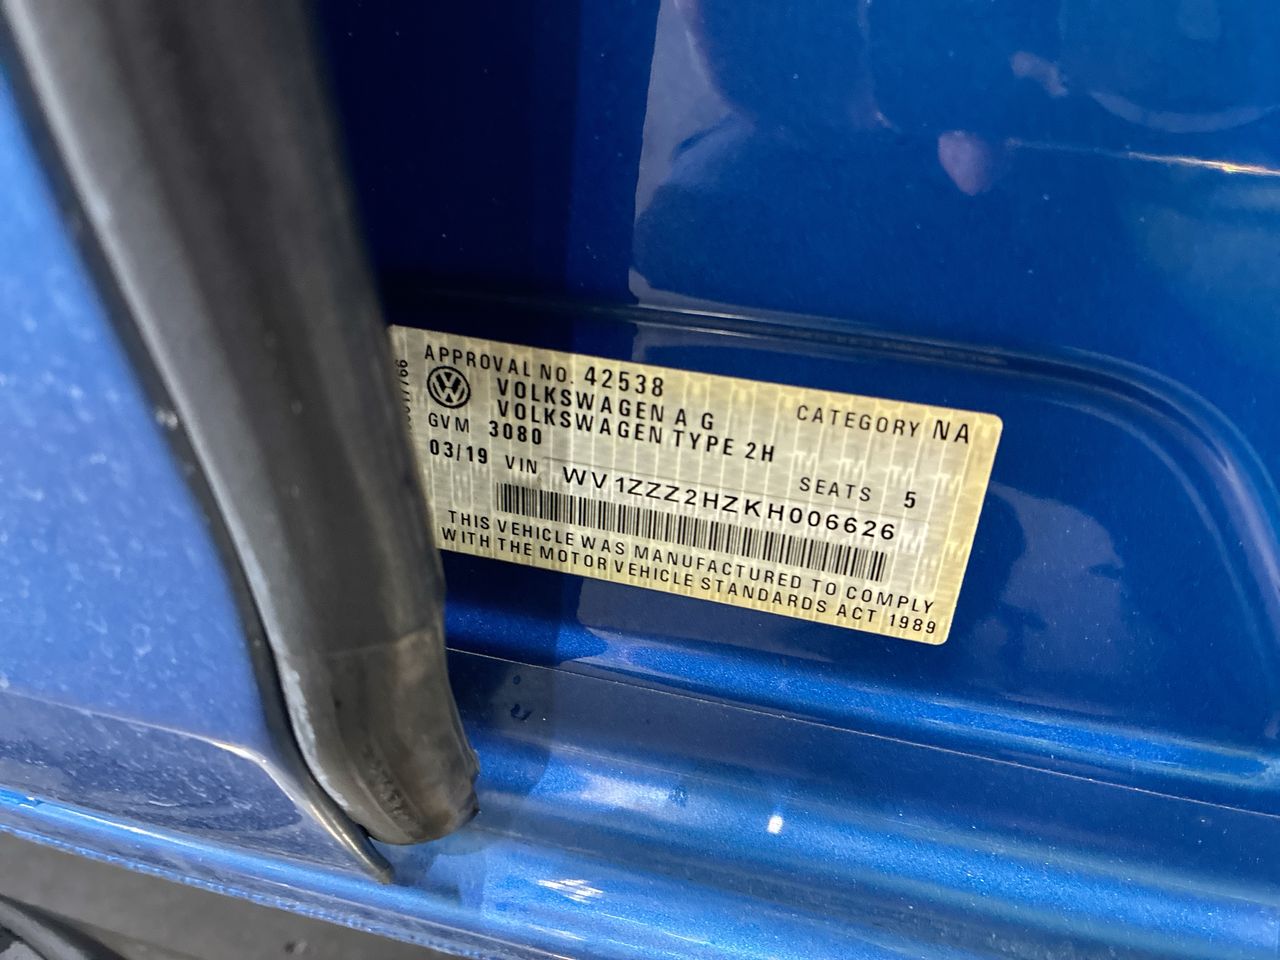 APPROVAL NO. 42538
CATEGORY NA
VOLKSWAGEN A G
VOLKSWAGEN TYPE 2H
GVM 3080
SEATS 5
03/19 VIN WV1ZZZ2HZKH006626
THIS VEHICLE WAS MANUFACTURED TO COMPLY
WITH THE MOTOR VEHICLE STANDARDS ACT 1989